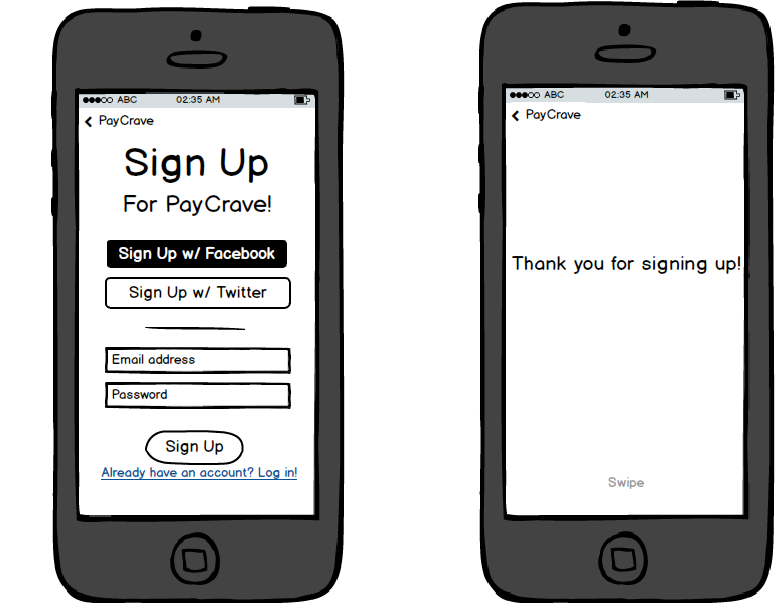 ABC 02:35 AM
PayCrave
Sign Up
For PayCrave!
Sign Up w/ Facebook
Sign Up w/ Twitter
Email address
Password
Sign Up
Already have an account? Log in!
ABC 02:35 AM
PayCrave
Thank you for signing up!
Swipe